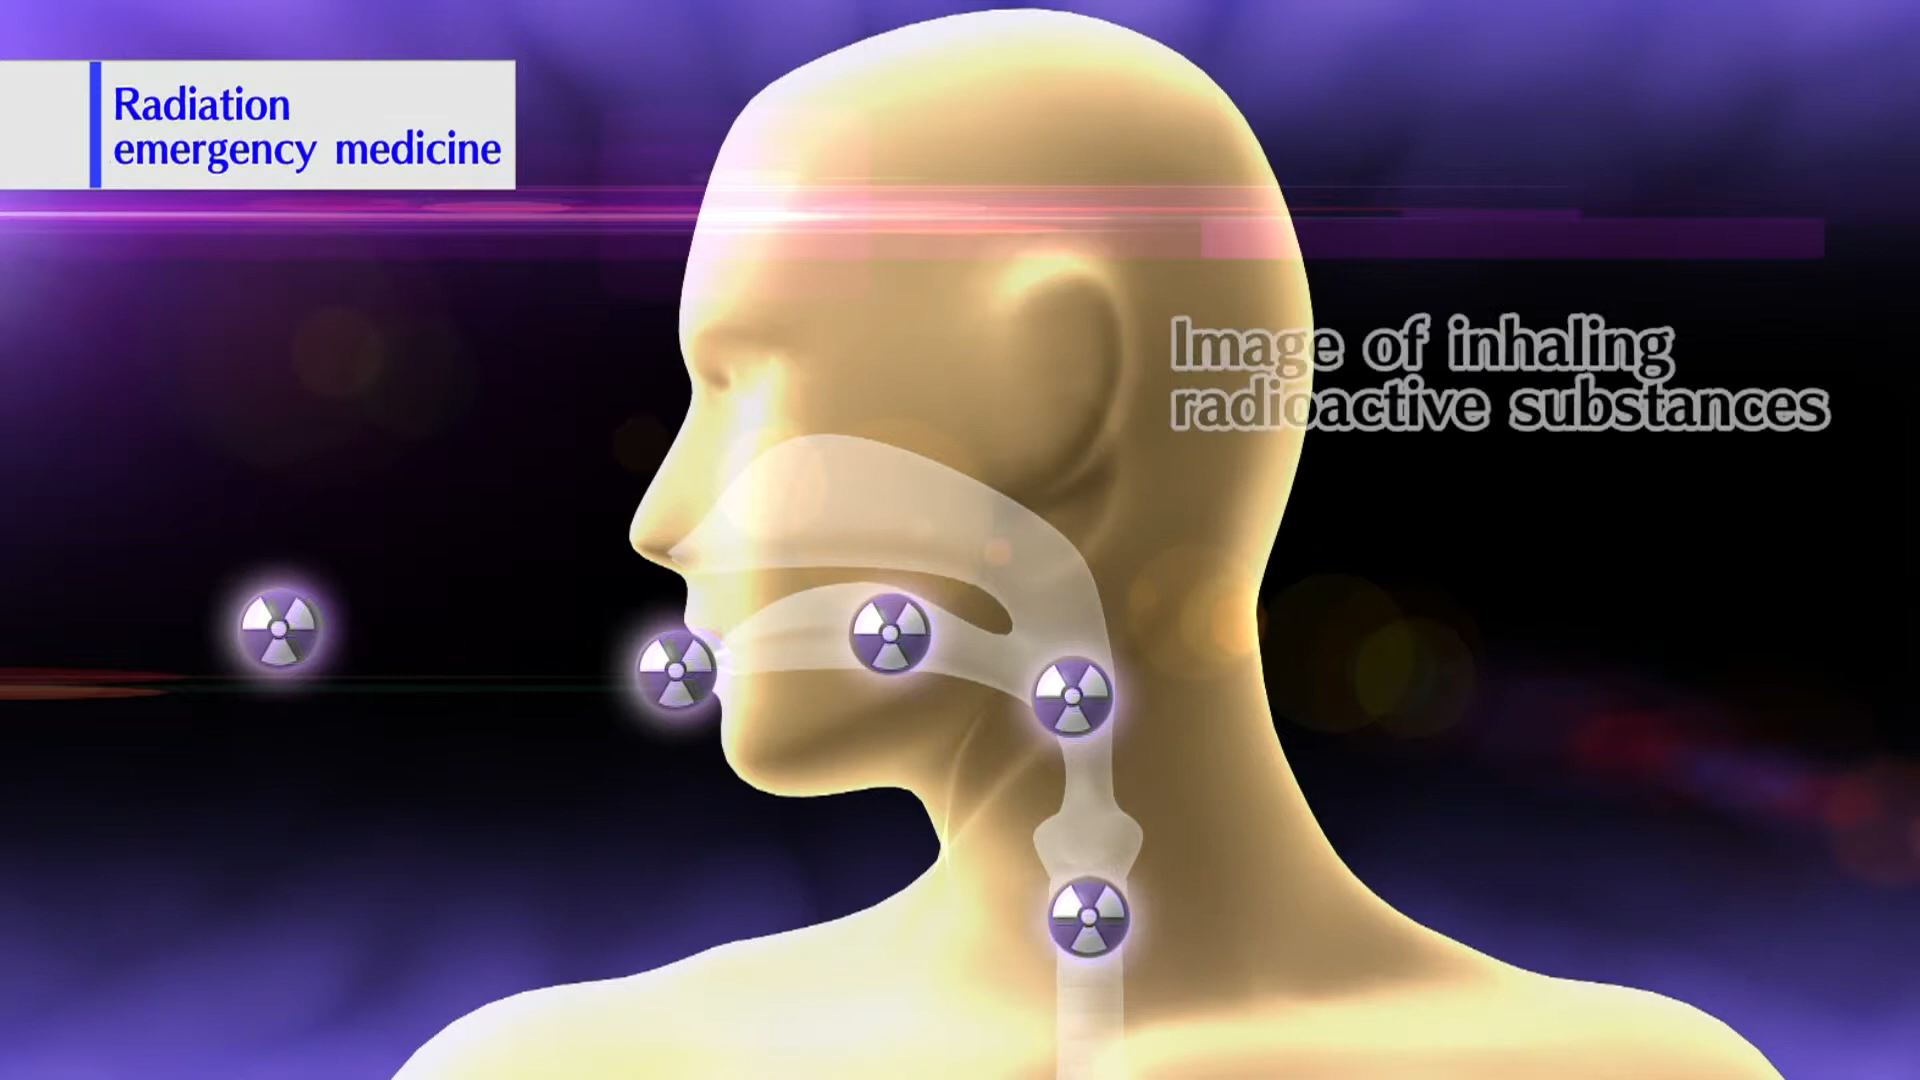 Radiation
emergency medicine
Image of inhaling
radioactive substances